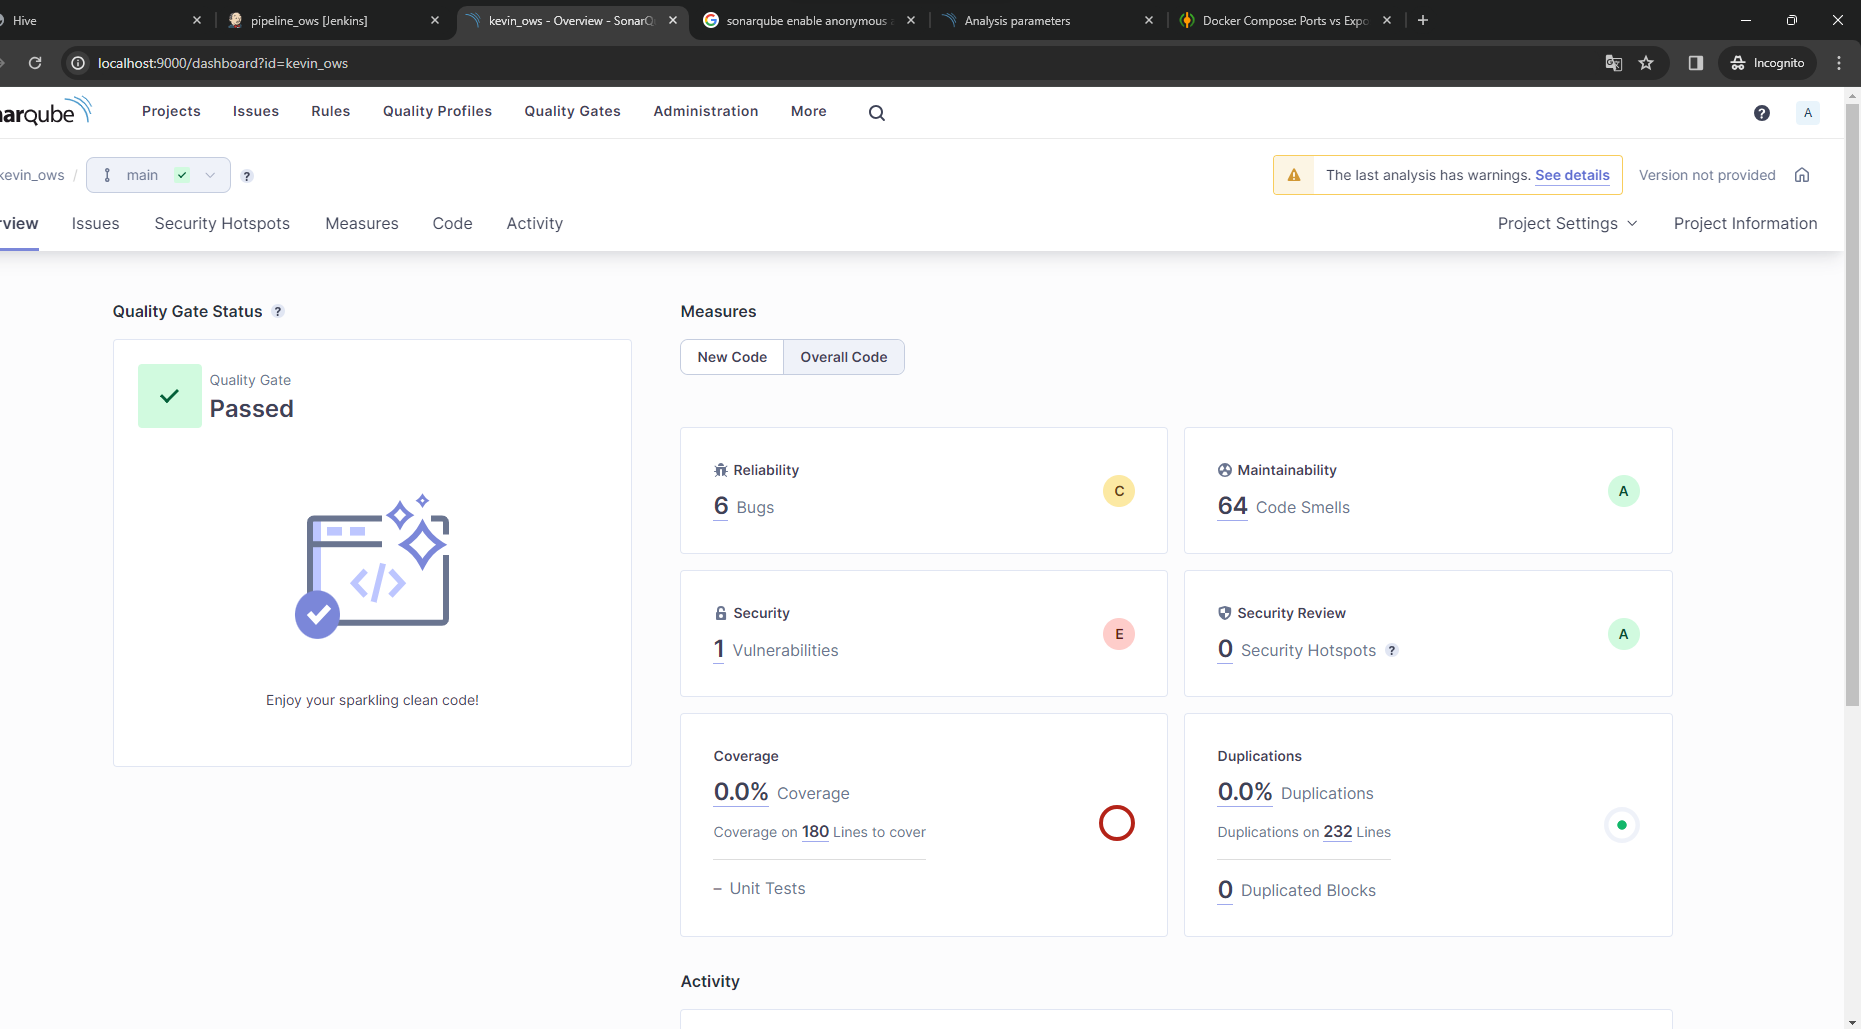 Hive
pipeline_ows [Jenkins]
kevin_ows - Overview - SonarQ
sonarqube enable anonymous a
Analysis parameters
Docker Compose: Ports vs Expo
localhost:9000/dashboard?id=kevin_ows
Incognito
narqube
Projects Issues Rules Quality Profiles Quality Gates Administration More
? A
kevin_ows / main ?
The last analysis has warnings. See details
Version not provided
rview Issues Security Hotspots Measures Code Activity
Project Settings Project Information
Quality Gate Status ?
Quality Gate
Passed
</>
Enjoy your sparkling clean code!
Measures
New Code Overall Code
Reliability
6 Bugs
C
Maintainability
64 Code Smells
A
Security
1 Vulnerabilities
E
Security Review
0 Security Hotspots ?
A
Coverage
0.0% Coverage
Coverage on 180 Lines to cover
– Unit Tests
Duplications
0.0% Duplications
Duplications on 232 Lines
0 Duplicated Blocks
Activity